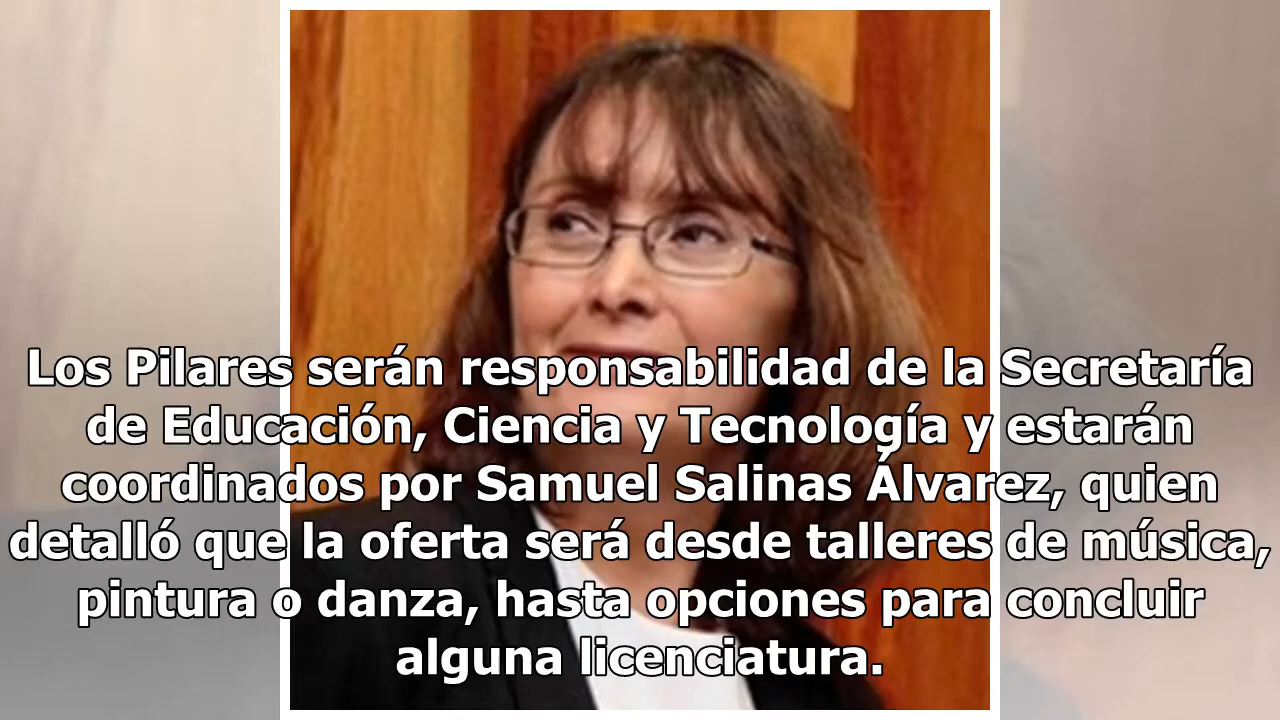 Los Pilares serán responsabilidad de la Secretaría
de Educación, Ciencia y Tecnología y estarán
coordinados por Samuel Salinas Álvarez, quien
detalló que la oferta será desde talleres de música,
pintura o danza, hasta opciones para concluir
alguna licenciatura.